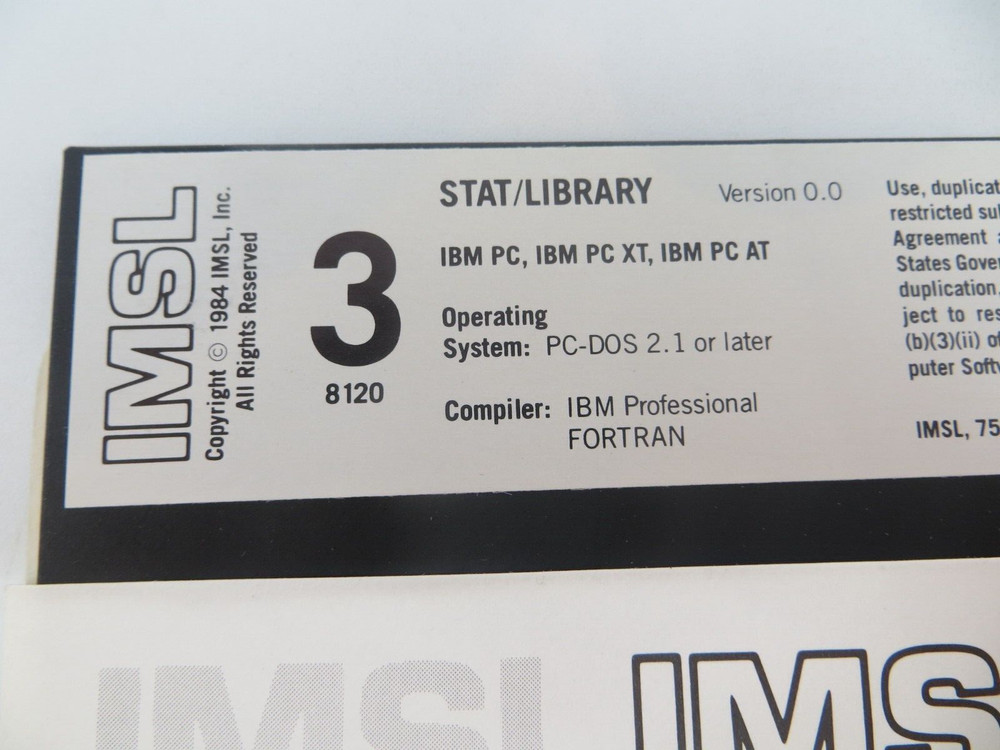 IMSL
Copyright © 1984 IMSL, Inc.
All Rights Reserved
3
8120
STAT/LIBRARY Version 0.0
IBM PC, IBM PC XT, IBM PC AT
Operating
System: PC-DOS 2.1 or later
Compiler: IBM Professional
FORTRAN
Use, duplicat
restricted su
Agreement
States Gover
duplication.
ject to res
(b)(3)(ii) o
puter Softw
IMSL, 75
IMSL
IMS